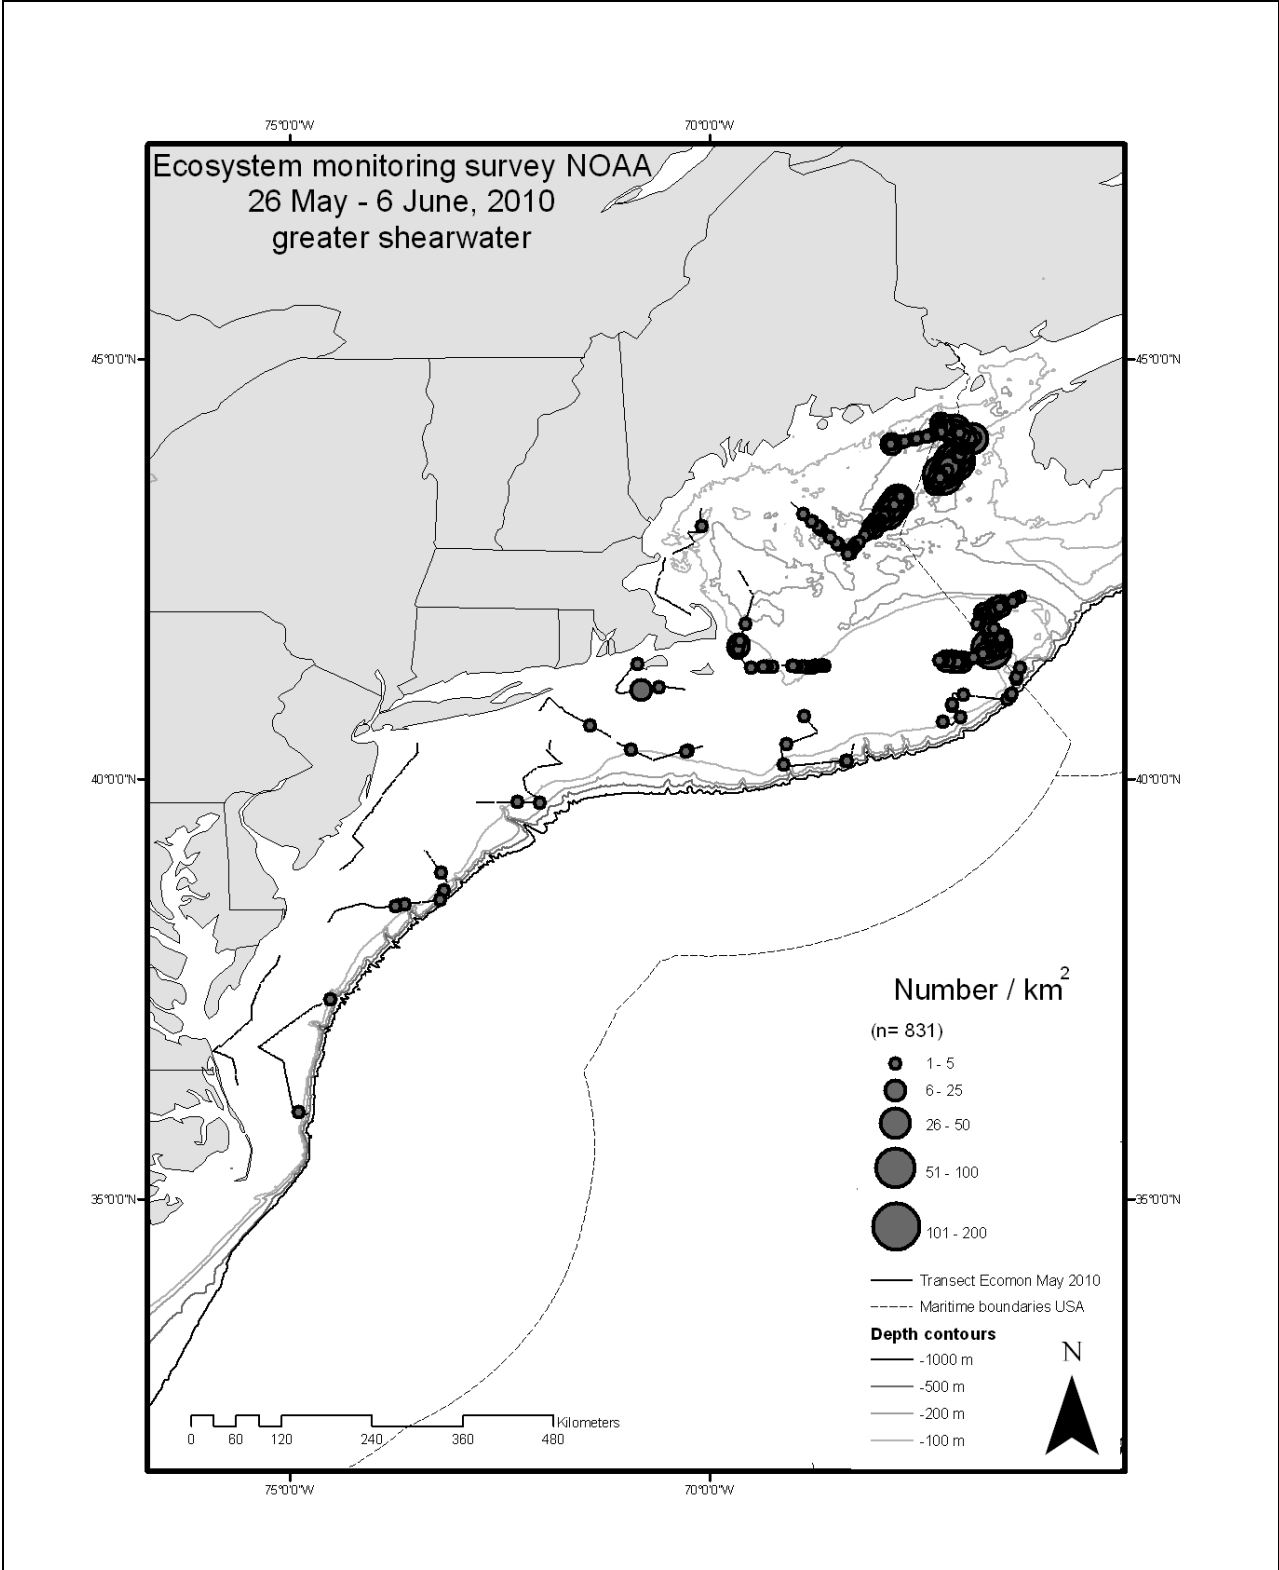 75°0'0"W
70°0'0"W
Ecosystem monitoring survey NOAA
26 May - 6 June, 2010
greater shearwater
45°0'0"N
45°0'0"N
40°0'0"N
40°0'0"N
Number / km2
(n= 831)
1 - 5
6 - 25
26 - 50
51 - 100
101 - 200
35°0'0"N
35°0'0"N
Transect Ecomon May 2010
Maritime boundaries USA
Depth contours
-1000 m
-500 m
-200 m
-100 m
N
Kilometers
0 60 120 240 360 480
75°0'0"W
70°0'0"W